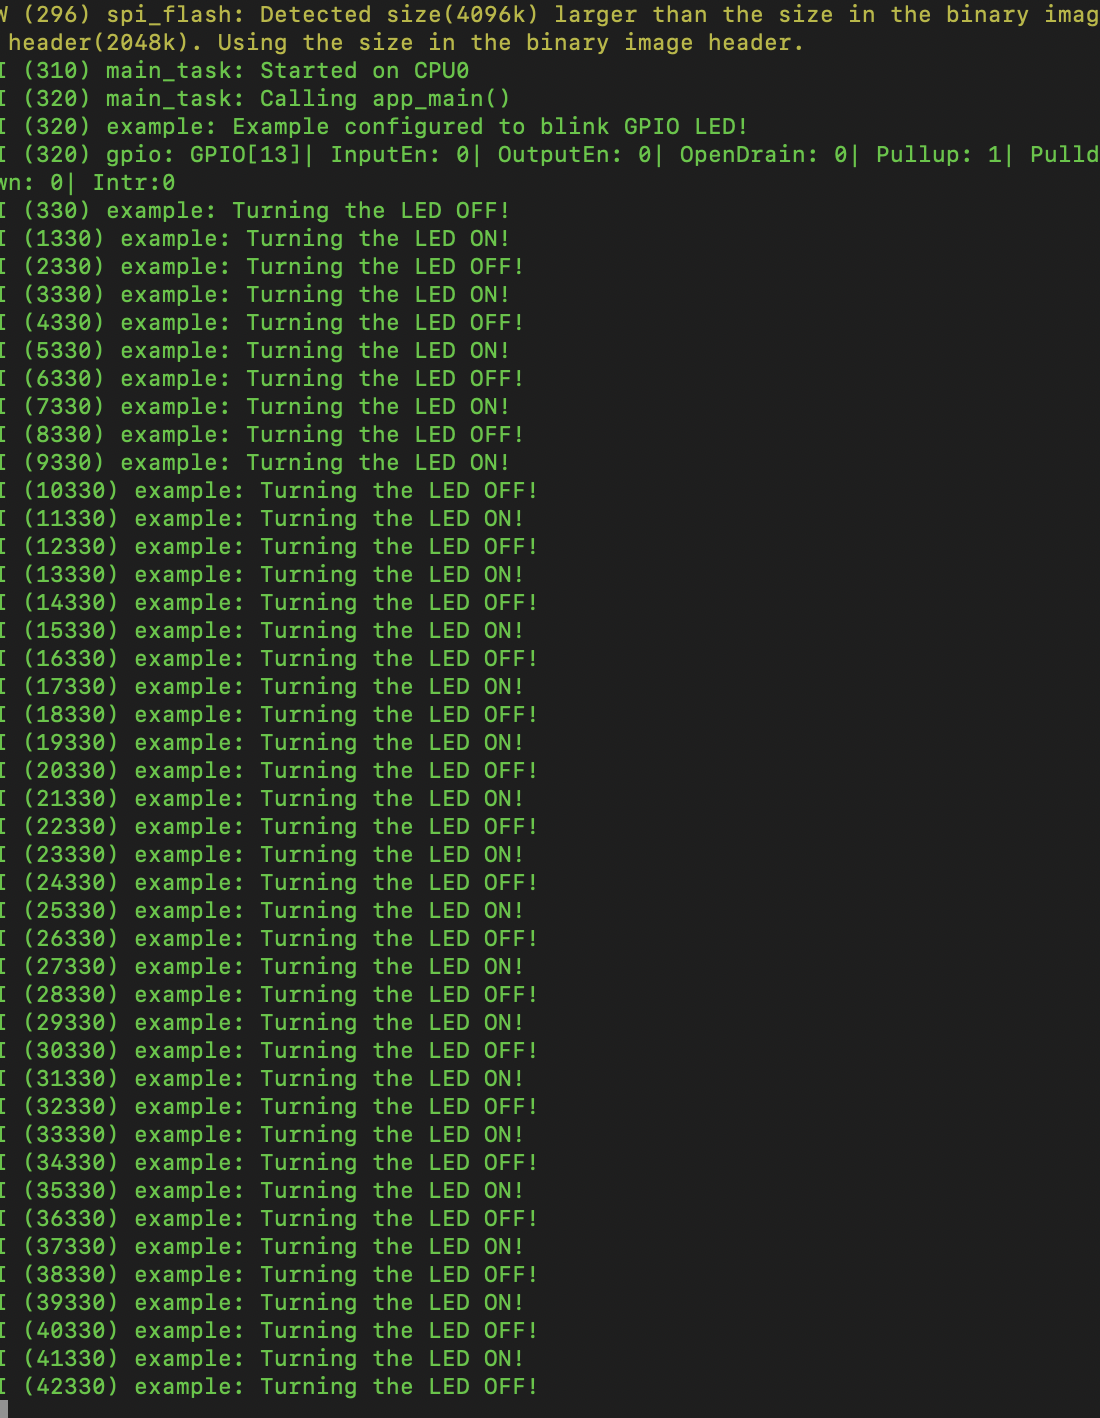 W (296) spi_flash: Detected size(4096k) larger than the size in the binary imag
header(2048k). Using the size in the binary image header.
I (310) main_task: Started on CPU0
I (320) main_task: Calling app_main()
I (320) example: Example configured to blink GPIO LED!
I (320) gpio: GPIO[13]| InputEn: 0| OutputEn: 0| OpenDrain: 0| Pullup: 1| Pulld
wn: 0| Intr:0
I (330) example: Turning the LED OFF!
I (1330) example: Turning the LED ON!
I (2330) example: Turning the LED OFF!
I (3330) example: Turning the LED ON!
I (4330) example: Turning the LED OFF!
I (5330) example: Turning the LED ON!
I (6330) example: Turning the LED OFF!
I (7330) example: Turning the LED ON!
I (8330) example: Turning the LED OFF!
I (9330) example: Turning the LED ON!
I (10330) example: Turning the LED OFF!
I (11330) example: Turning the LED ON!
I (12330) example: Turning the LED OFF!
I (13330) example: Turning the LED ON!
I (14330) example: Turning the LED OFF!
I (15330) example: Turning the LED ON!
I (16330) example: Turning the LED OFF!
I (17330) example: Turning the LED ON!
I (18330) example: Turning the LED OFF!
I (19330) example: Turning the LED ON!
I (20330) example: Turning the LED OFF!
I (21330) example: Turning the LED ON!
I (22330) example: Turning the LED OFF!
I (23330) example: Turning the LED ON!
I (24330) example: Turning the LED OFF!
I (25330) example: Turning the LED ON!
I (26330) example: Turning the LED OFF!
I (27330) example: Turning the LED ON!
I (28330) example: Turning the LED OFF!
I (29330) example: Turning the LED ON!
I (30330) example: Turning the LED OFF!
I (31330) example: Turning the LED ON!
I (32330) example: Turning the LED OFF!
I (33330) example: Turning the LED ON!
I (34330) example: Turning the LED OFF!
I (35330) example: Turning the LED ON!
I (36330) example: Turning the LED OFF!
I (37330) example: Turning the LED ON!
I (38330) example: Turning the LED OFF!
I (39330) example: Turning the LED ON!
I (40330) example: Turning the LED OFF!
I (41330) example: Turning the LED ON!
I (42330) example: Turning the LED OFF!